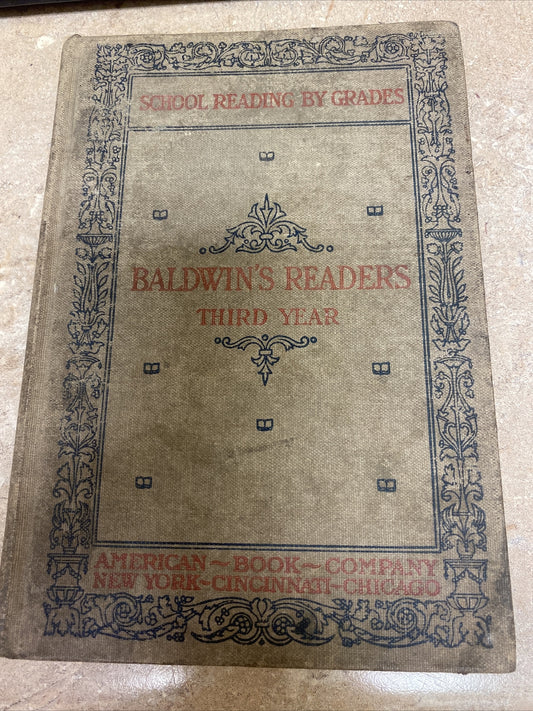 SCHOOL READING BY GRADES
BALDWIN'S READERS
THIRD YEAR
AMERICAN ~ BOOK ~ COMPANY
NEW YORK ~ CINCINNATI ~ CHICAGO